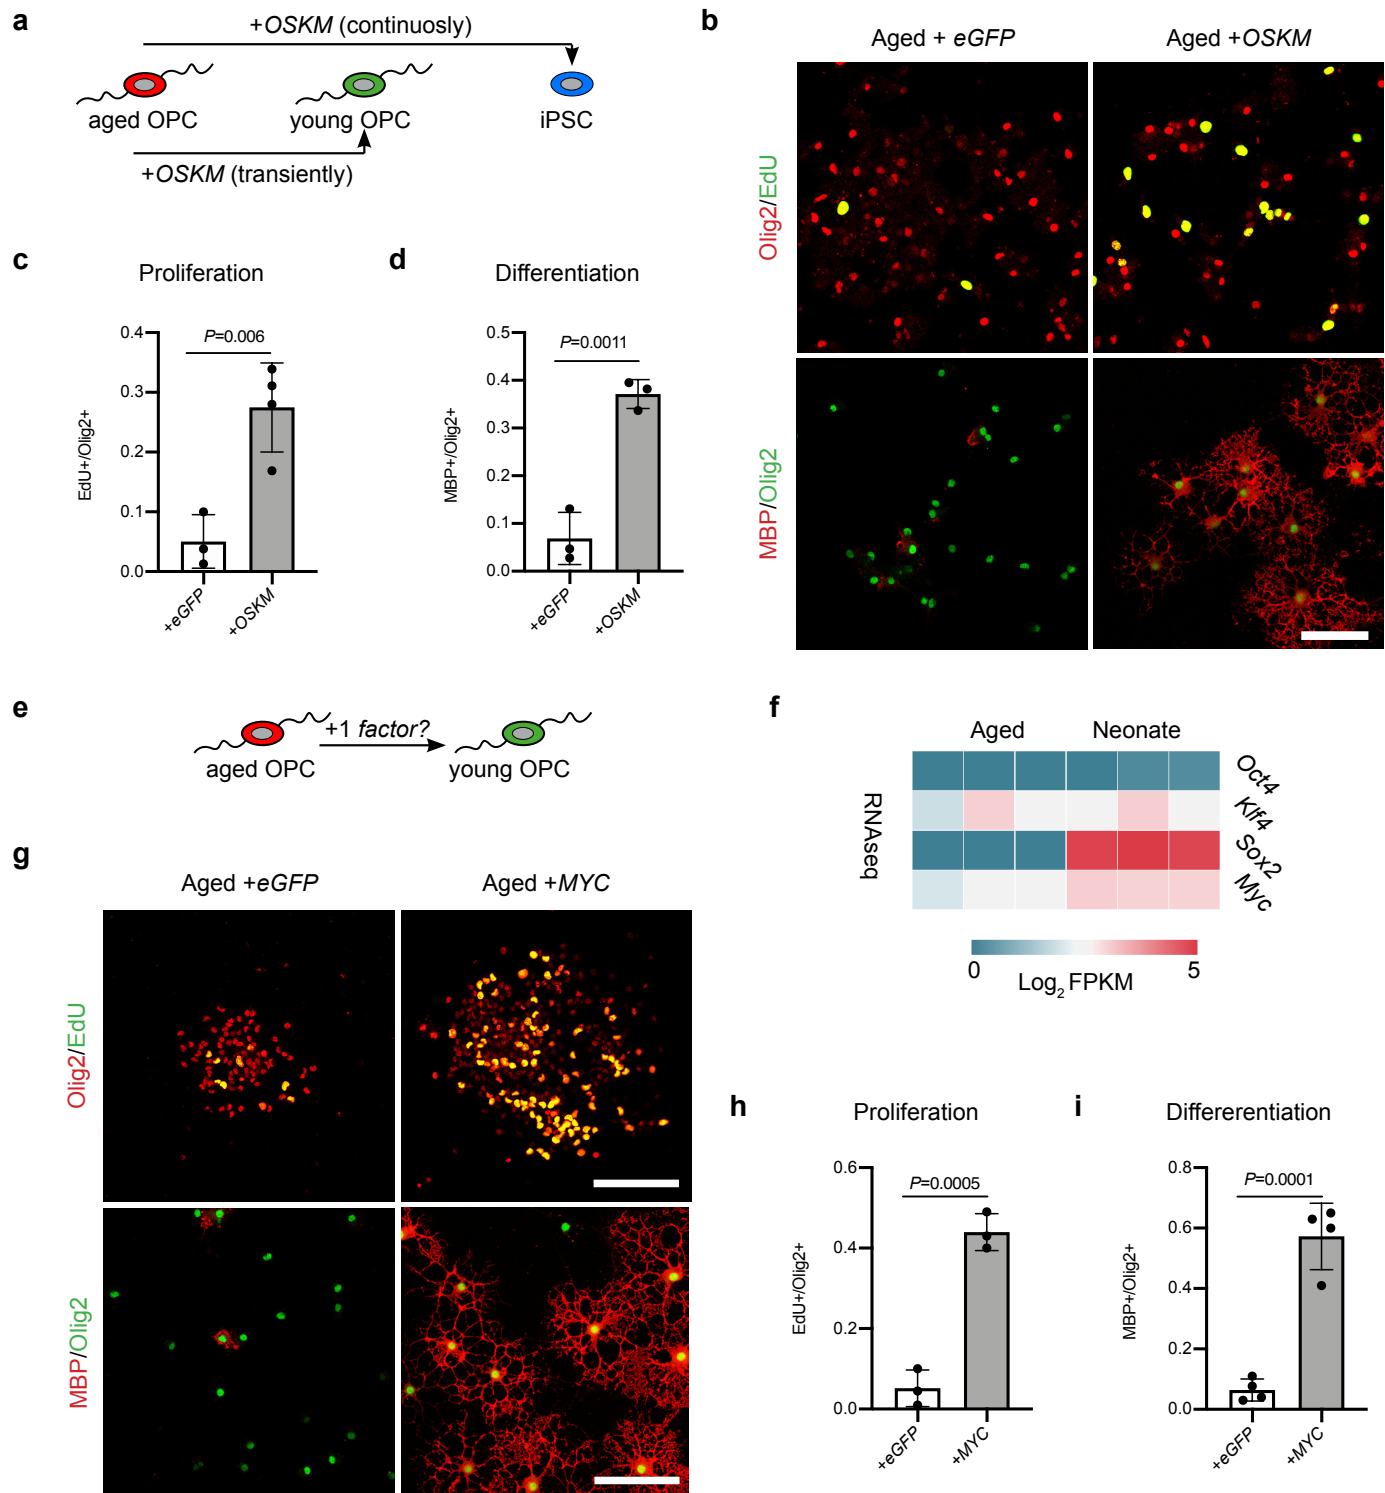 a
+OSKM (continuosly)
aged OPC
young OPC
iPSC
+OSKM (transiently)
b
Aged + eGFP
Aged +OSKM
Olig2/EdU
MBP/Olig2
c
Proliferation
P=0.006
0.4
0.3
0.2
0.1
0.0
EdU+/Olig2+
+eGFP
+OSKM
d
Differentiation
P=0.0011
0.5
0.4
0.3
0.2
0.1
0.0
MBP+/Olig2+
+eGFP
+OSKM
e
+1 factor?
aged OPC
young OPC
f
Aged
Neonate
RNAseq
Oct4
Klf4
Sox2
Myc
0
5
Log2 FPKM
g
Aged +eGFP
Aged +MYC
Olig2/EdU
MBP/Olig2
h
Proliferation
P=0.0005
0.6
0.4
0.2
0.0
EdU+/Olig2+
+eGFP
+MYC
i
Differerentiation
P=0.0001
0.8
0.6
0.4
0.2
0.0
MBP+/Olig2+
+eGFP
+MYC